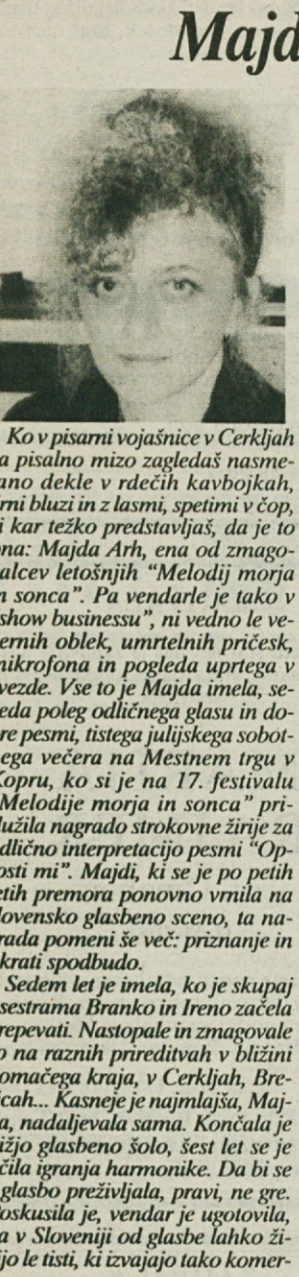 Majd
Ko v pisarni vojašnice v Cerkljah
a pisalno mizo zagledaš nasme-
ano dekle v rdečih kavbojkah,
rni bluzi in z lasmi, spetimi v čop,
i kar težko predstavljaš, da je to
ona: Majda Arh, ena od zmago-
alcev letošnjih "Melodij morja
n sonca". Pa vendarle je tako v
show businessu", ni vedno le ve-
ernih oblek, umrtelnih pričesk,
nikrofona in pogleda uprtega v
vezde. Vse to je Majda imela, se-
eda poleg odličnega glasu in do-
re pesmi, tistega julijskega sobot-
ega večera na Mestnem trgu v
Kopru, ko si je na 17. festivalu
Melodije morja in sonca" pri-
lužila nagrado strokovne žirije za
dlično interpretacijo pesmi "Op-
osti mi". Majdi, ki se je po petih
etih premora ponovno vrnila na
lovensko glasbeno sceno, ta na-
rada pomeni še več: priznanje in
krati spodbudo.
Sedem let je imela, ko je skupaj
sestrama Branko in Ireno začela
repevati. Nastopale in zmagovale
o na raznih prireditvah v bližini
omačega kraja, v Cerkljah, Bre-
icah... Kasneje je najmlajša, Maj-
a, nadaljevala sama. Končala je
ižjo glasbeno šolo, šest let se je
čila igranja harmonike. Da bi se
glasbo preživljala, pravi, ne gre.
Poskusila je, vendar je ugotovila,
a v Sloveniji od glasbe lahko ži-
ijo le tisti, ki izvajajo tako komer-